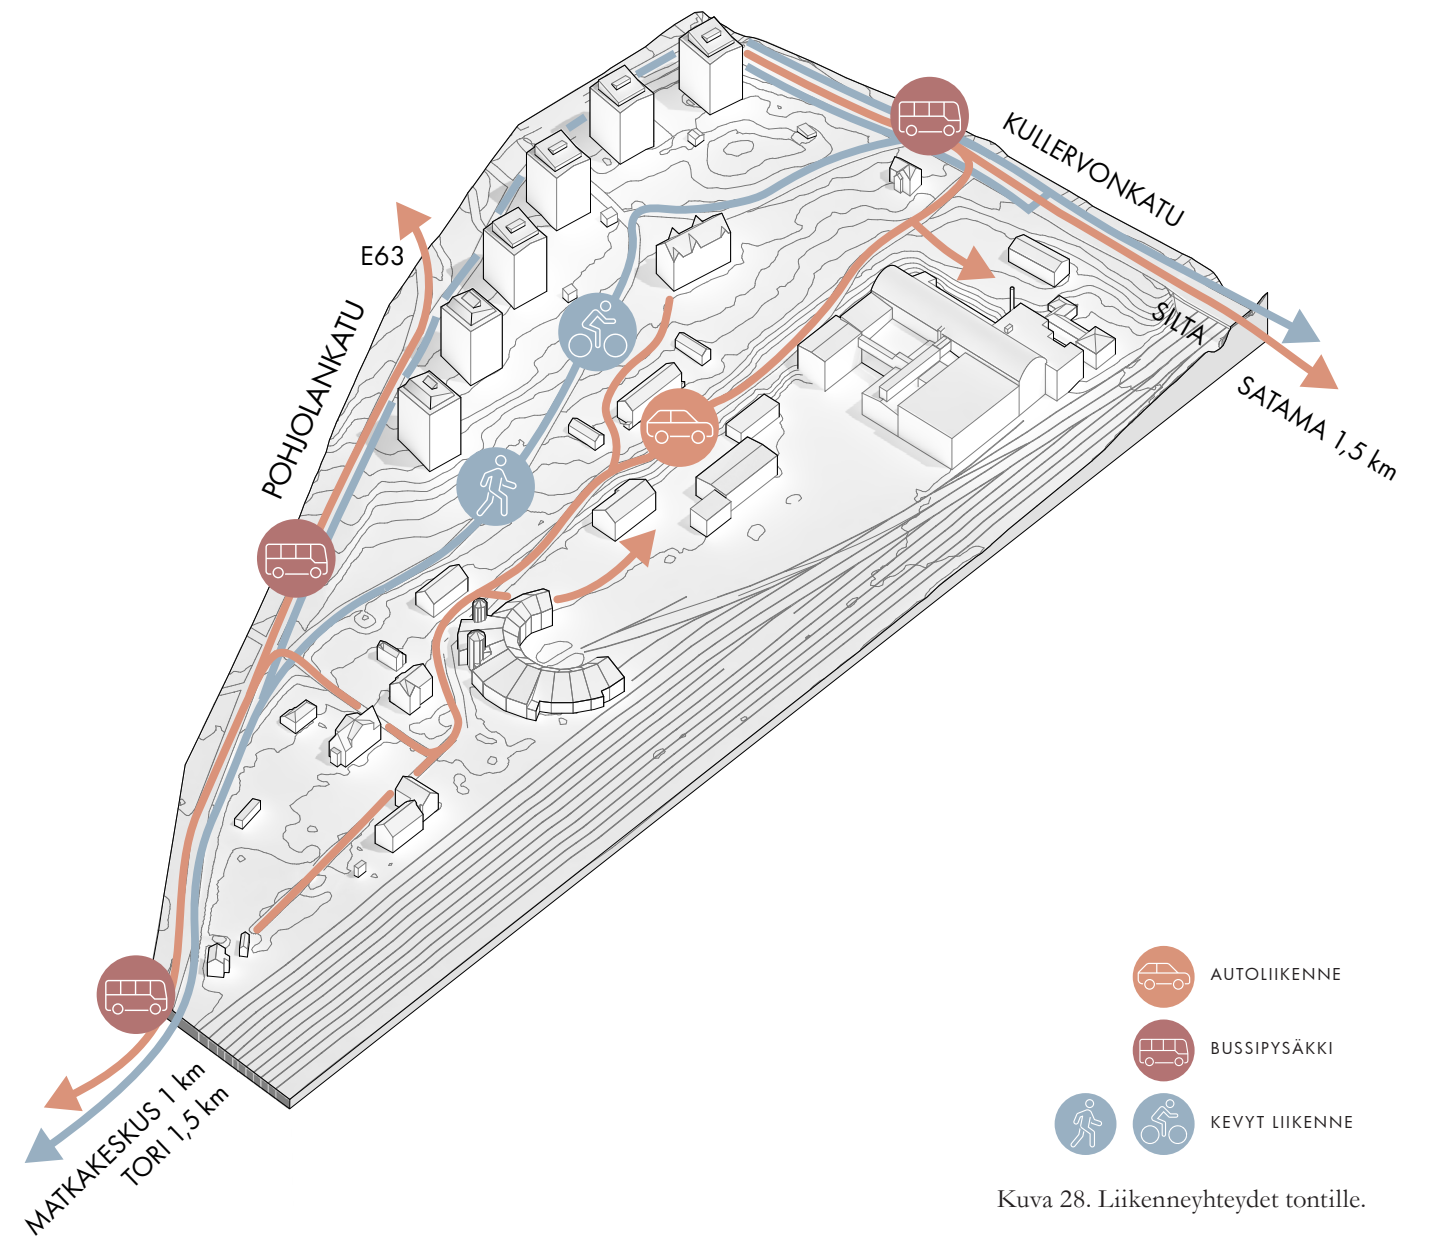 KULLERVONKATU
E63
POHJOLANKATU
SILTA
SATAMA 1,5 km
MATKAKESKUS 1 km
TORI 1,5 km
AUTOLIIKENNE
BUSSIPYSÄKKI
KEVYT LIIKENNE
Kuva 28. Liikenneyhteydet tontille.